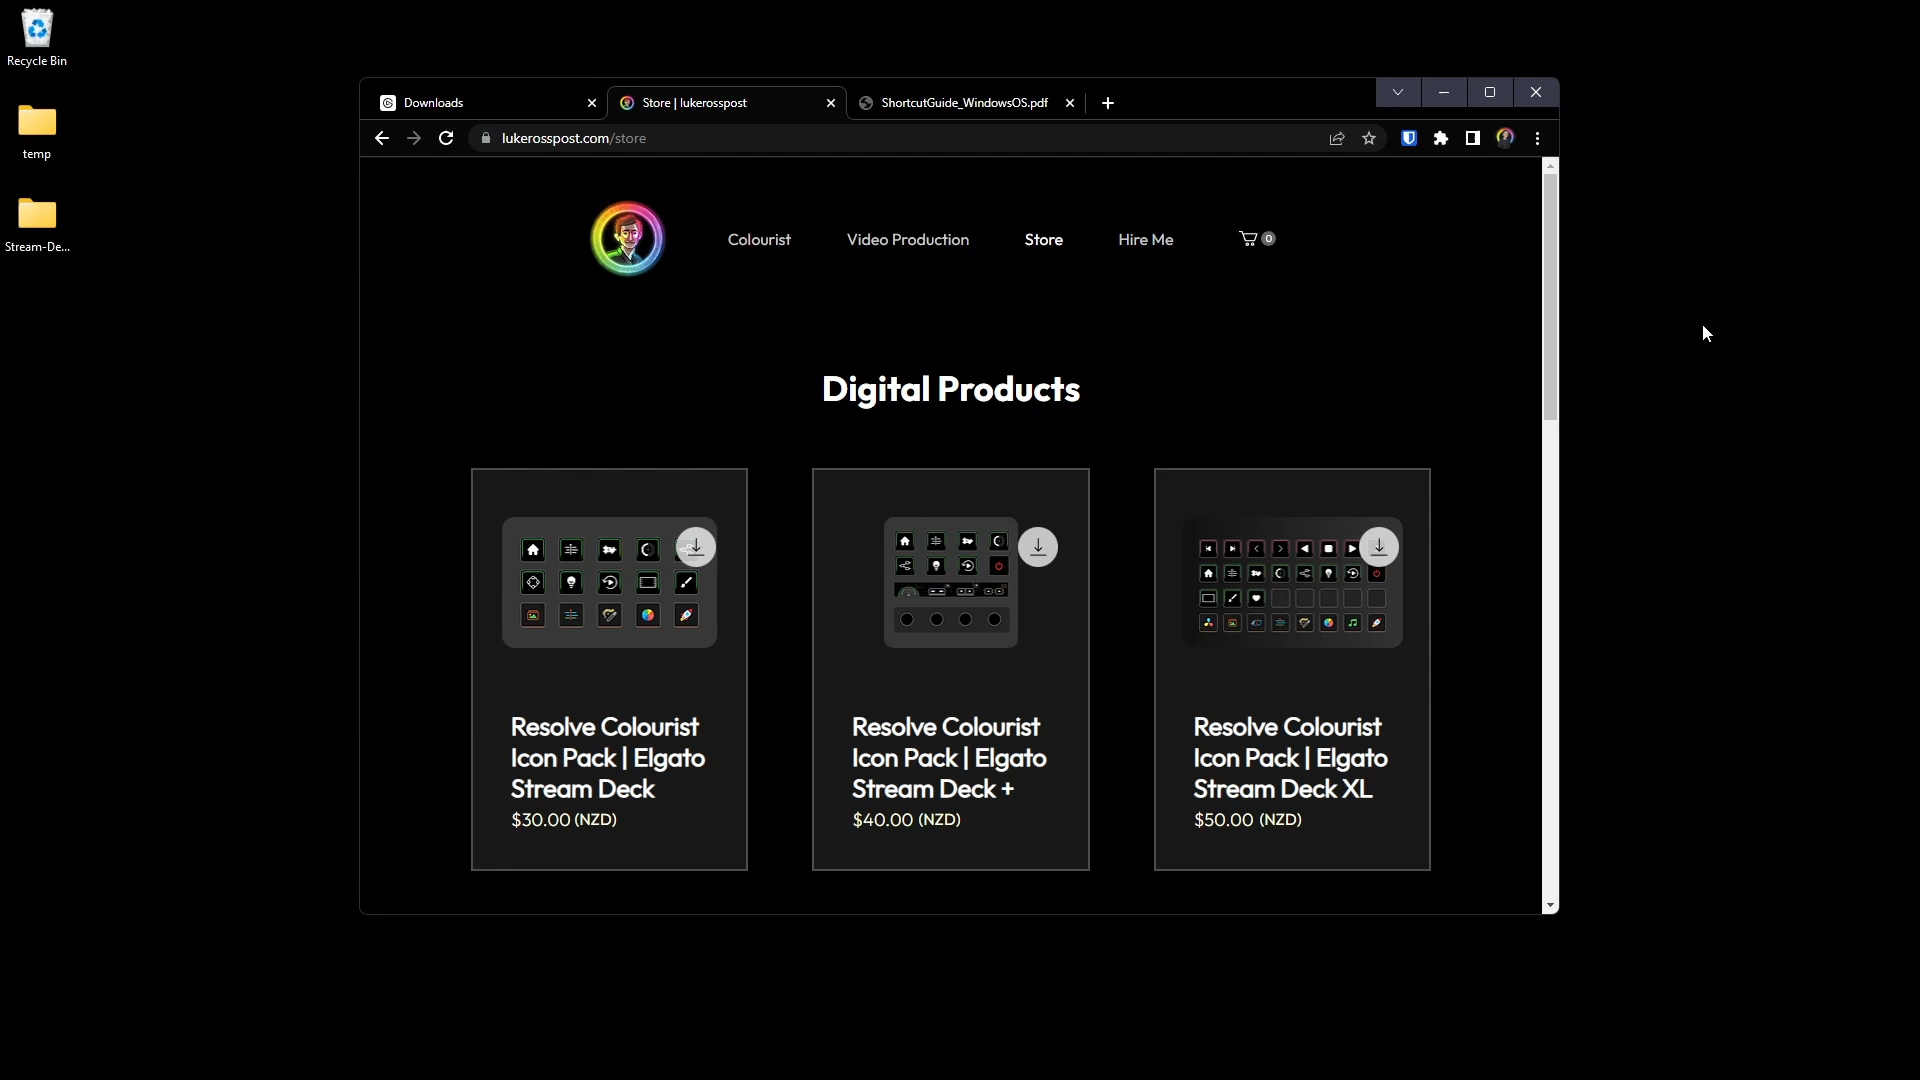 Recycle Bin
temp
Stream-De...
Downloads
Store | lukerosspost
ShortcutGuide_WindowsOS.pdf
lukerosspost.com/store
Colourist
Video Production
Store
Hire Me
0
Digital Products
Resolve Colourist
Icon Pack | Elgato
Stream Deck
$30.00 (NZD)
Resolve Colourist
Icon Pack | Elgato
Stream Deck +
$40.00 (NZD)
Resolve Colourist
Icon Pack | Elgato
Stream Deck XL
$50.00 (NZD)